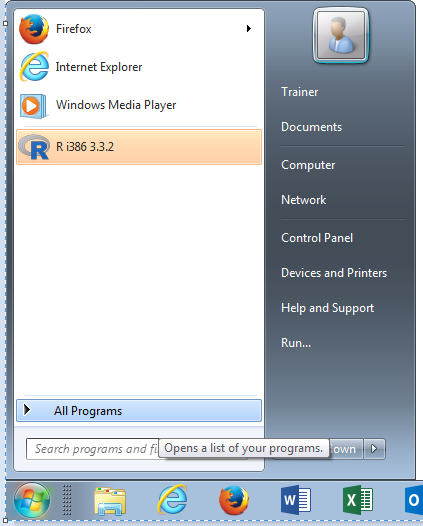 Firefox
Internet Explorer
Windows Media Player
R i386 3.3.2
All Programs
Search programs and fi
Opens a list of your programs.
own
Trainer
Documents
Computer
Network
Control Panel
Devices and Printers
Help and Support
Run...